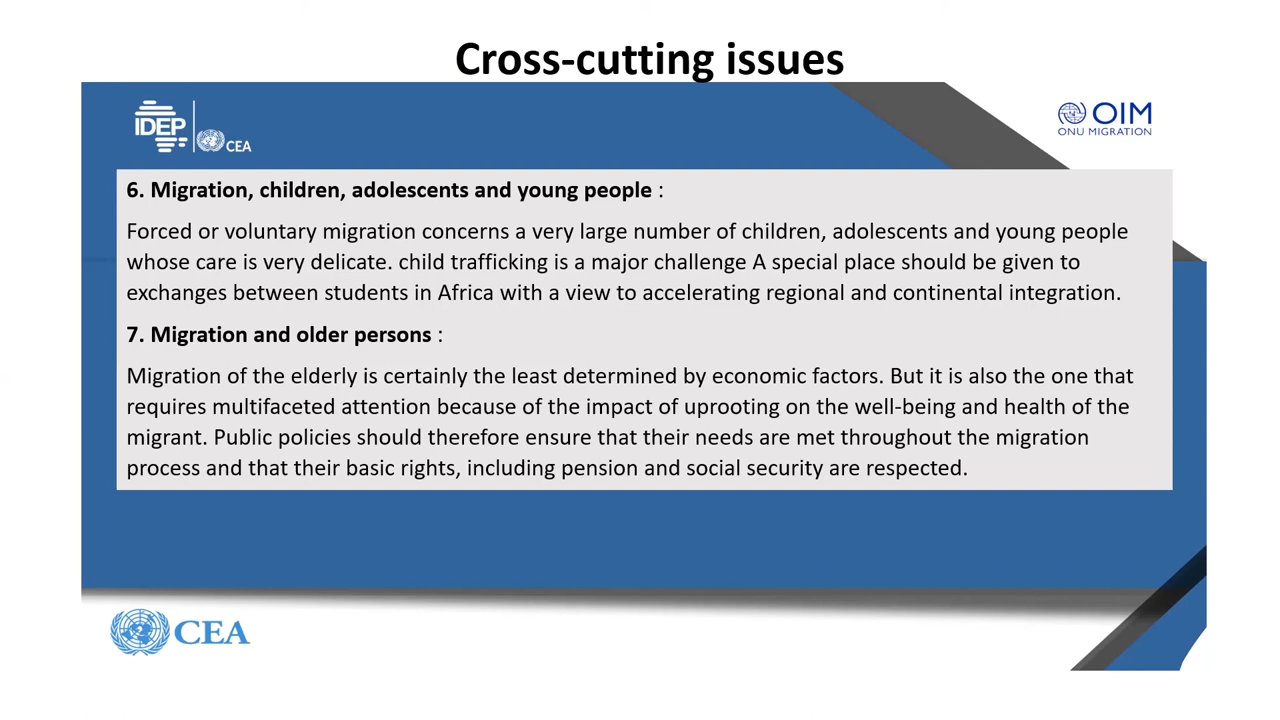 Cross-cutting issues
IDEP
CEA
OIM
ONU MIGRATION
6. Migration, children, adolescents and young people :
Forced or voluntary migration concerns a very large number of children, adolescents and young people
whose care is very delicate. child trafficking is a major challenge A special place should be given to
exchanges between students in Africa with a view to accelerating regional and continental integration.
7. Migration and older persons :
Migration of the elderly is certainly the least determined by economic factors. But it is also the one that
requires multifaceted attention because of the impact of uprooting on the well-being and health of the
migrant. Public policies should therefore ensure that their needs are met throughout the migration
process and that their basic rights, including pension and social security are respected.
CEA